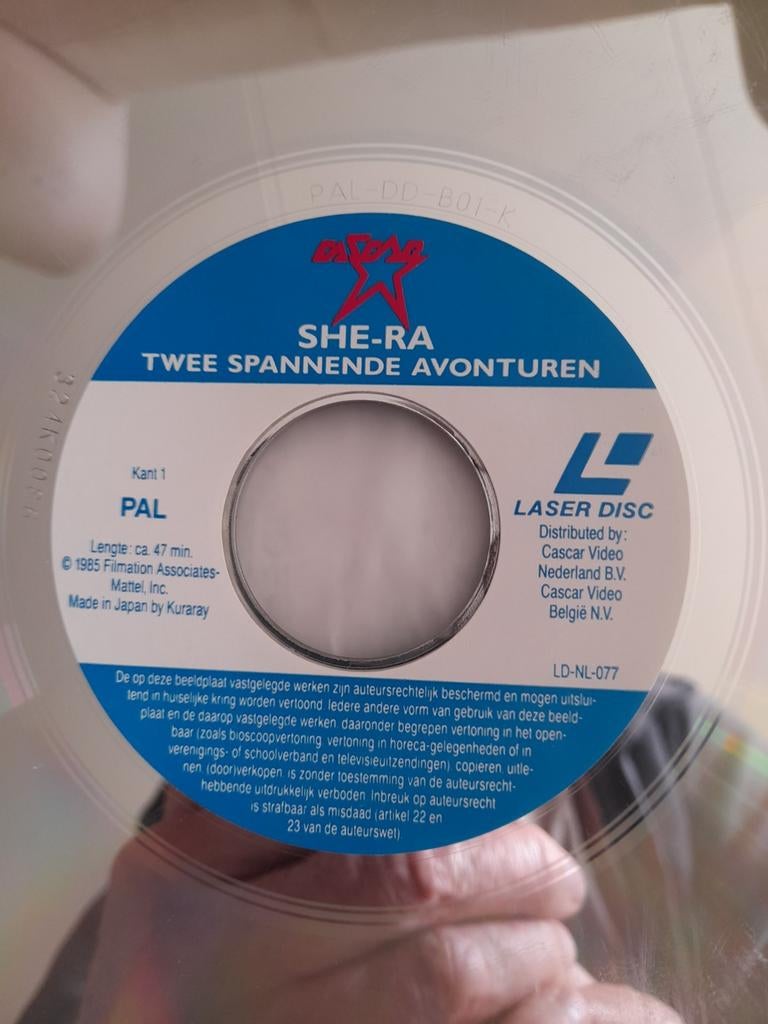 PAL-DD-B01-K
SHE-RA
TWEE SPANNENDE AVONTUREN
Kant 1
PAL
Lengte: ca. 47 min.
© 1985 Filmation Associates-
Mattel, Inc.
Made in Japan by Kuraray
LASER DISC
Distributed by:
Cascar Video
Nederland B.V.
Cascar Video
België N.V.
LD-NL-077
De op deze beeldplaat vastgelegde werken zijn auteursrechtelijk beschermd en mogen uitslui-
tend in huiselijke kring worden vertoond. Iedere andere vorm van gebruik van deze beeld-
plaat en de daarop vastgelegde werken, daaronder begrepen vertoning in het open-
baar (zoals bioscoopvertoning, vertoning in horeca-gelegenheden of in
verenigings- of schoolverband en televisieuitzendingen), copieren, uitle-
nen, (door)verkopen, is zonder toestemming van de auteursrecht-
hebbende uitdrukkelijk verboden. Inbreuk op auteursrecht
is strafbaar als misdaad (artikel 22 en
23 van de auteurswet).